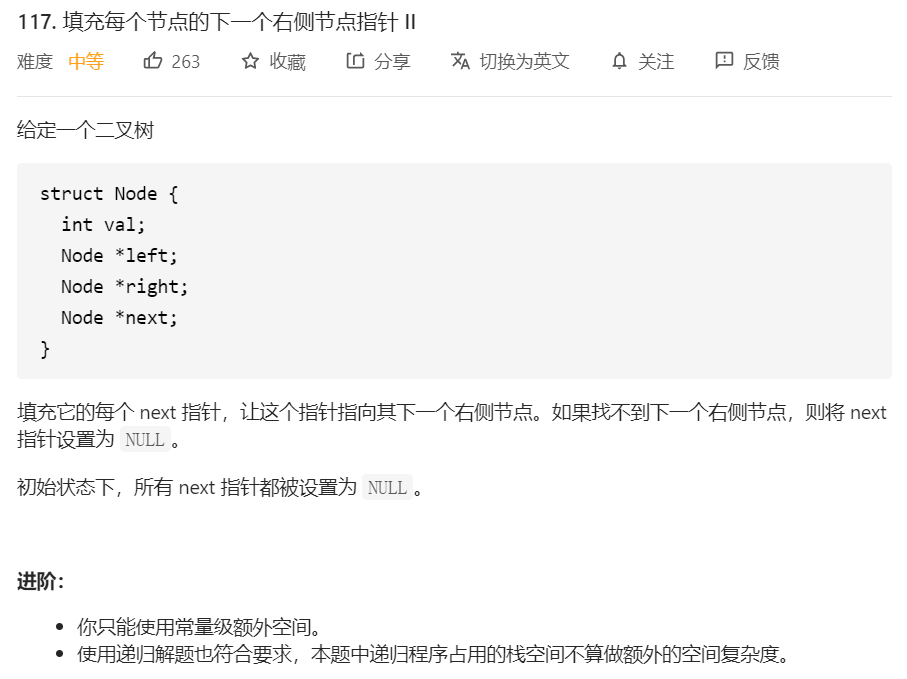 117. 填充每个节点的下一个右侧节点指针 II
难度 中等 263 收藏 分享 切换为英文 关注 反馈
给定一个二叉树
struct Node {
  int val;
  Node *left;
  Node *right;
  Node *next;
}
填充它的每个 next 指针，让这个指针指向其下一个右侧节点。如果找不到下一个右侧节点，则将 next
指针设置为 NULL 。
初始状态下，所有 next 指针都被设置为 NULL 。
进阶：
• 你只能使用常量级额外空间。
• 使用递归解题也符合要求，本题中递归程序占用的栈空间不算做额外的空间复杂度。